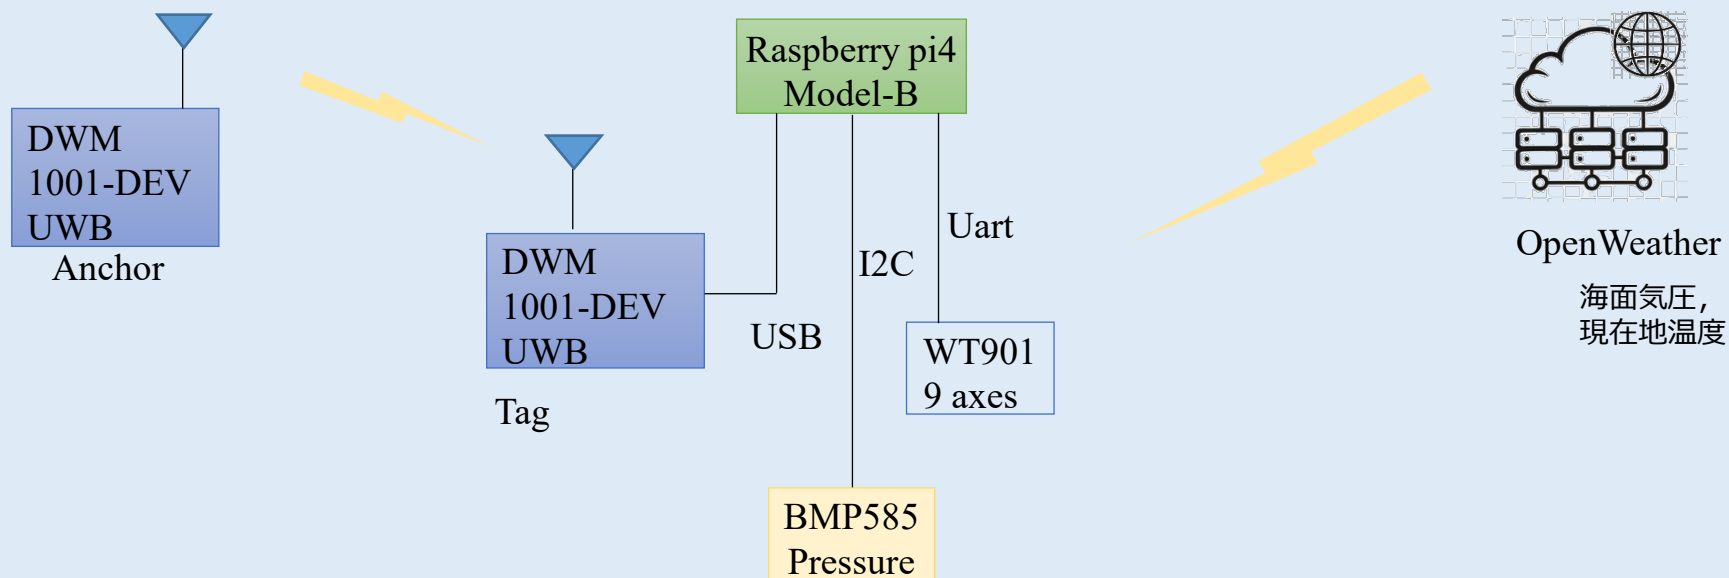 Raspberry pi4
Model-B
DWM
1001-DEV
UWB
Anchor
DWM
1001-DEV
UWB
Tag
USB
I2C
Uart
WT901
9 axes
BMP585
Pressure
OpenWeather
海面気圧，
現在地温度